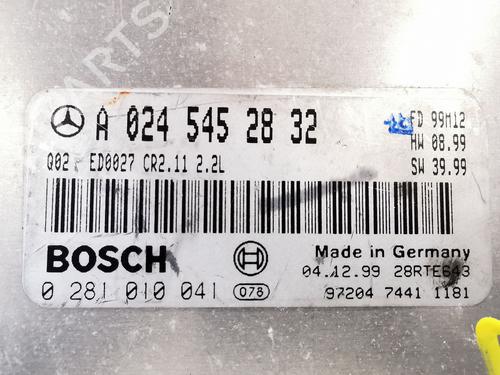 PARTS
A 024 545 28 32
FD 99M12
HW 08.99
Q02 ED0027 CR2.11 2.2L
SW 39.99
BOSCH
Made in Germany
04.12.99 28RTE643
0 281 010 041 078
97204 7441 1181